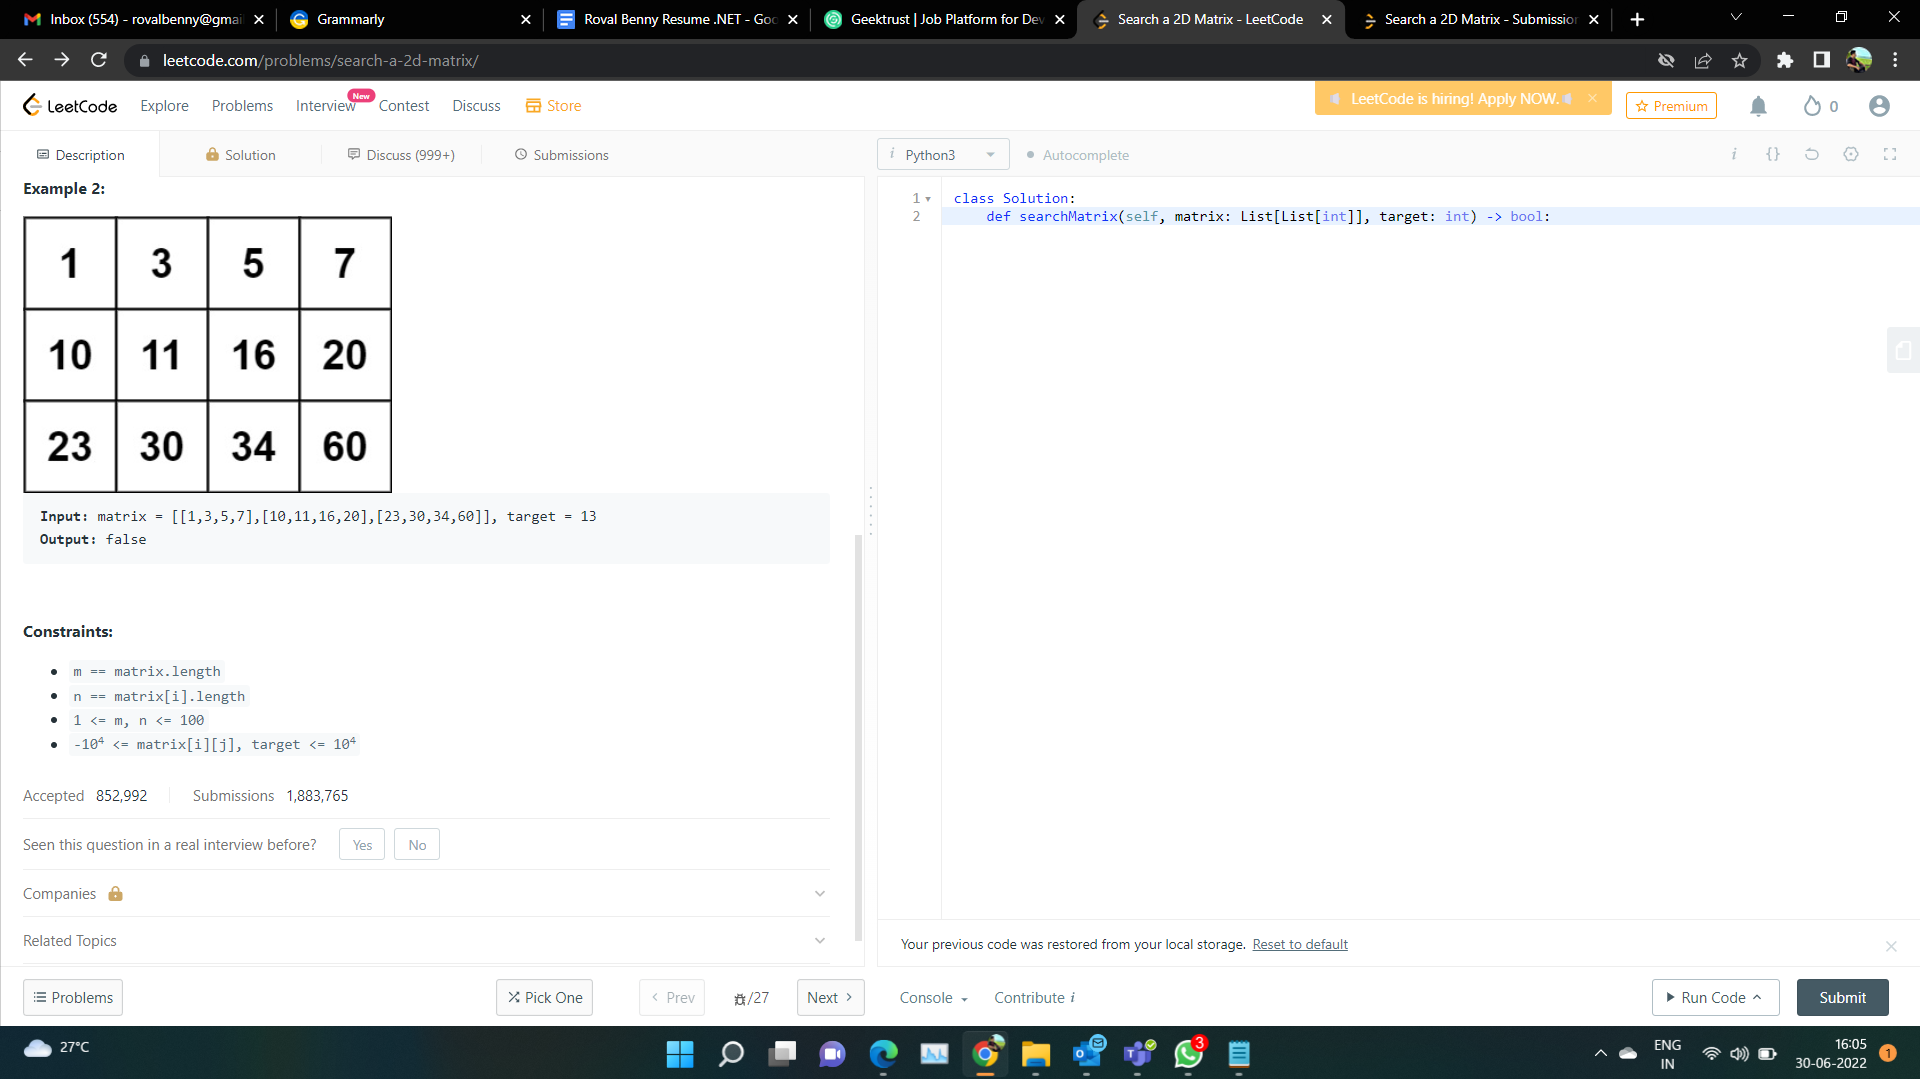 Inbox (554) - rovalbenny@gmai
Grammarly
Roval Benny Resume .NET - Goo
Geektrust | Job Platform for Dev
Search a 2D Matrix - LeetCode
Search a 2D Matrix - Submission
leetcode.com/problems/search-a-2d-matrix/
LeetCode Explore Problems Interview New Contest Discuss Store
LeetCode is hiring! Apply NOW.
Premium
0
Description Solution Discuss (999+) Submissions
i Python3 Autocomplete i {}
Example 2:
1 3 5 7
10 11 16 20
23 30 34 60
Input: matrix = [[1,3,5,7],[10,11,16,20],[23,30,34,60]], target = 13
Output: false
Constraints:
m == matrix.length
n == matrix[i].length
1 <= m, n <= 100
-10⁴ <= matrix[i][j], target <= 10⁴
Accepted 852,992 Submissions 1,883,765
Seen this question in a real interview before? Yes No
Companies
Related Topics
1 class Solution:
2 def searchMatrix(self, matrix: List[List[int]], target: int) -> bool:
Your previous code was restored from your local storage. Reset to default
Problems Pick One Prev /27 Next Console Contribute i Run Code Submit
27°C
3
ENG
IN
16:05
30-06-2022
1